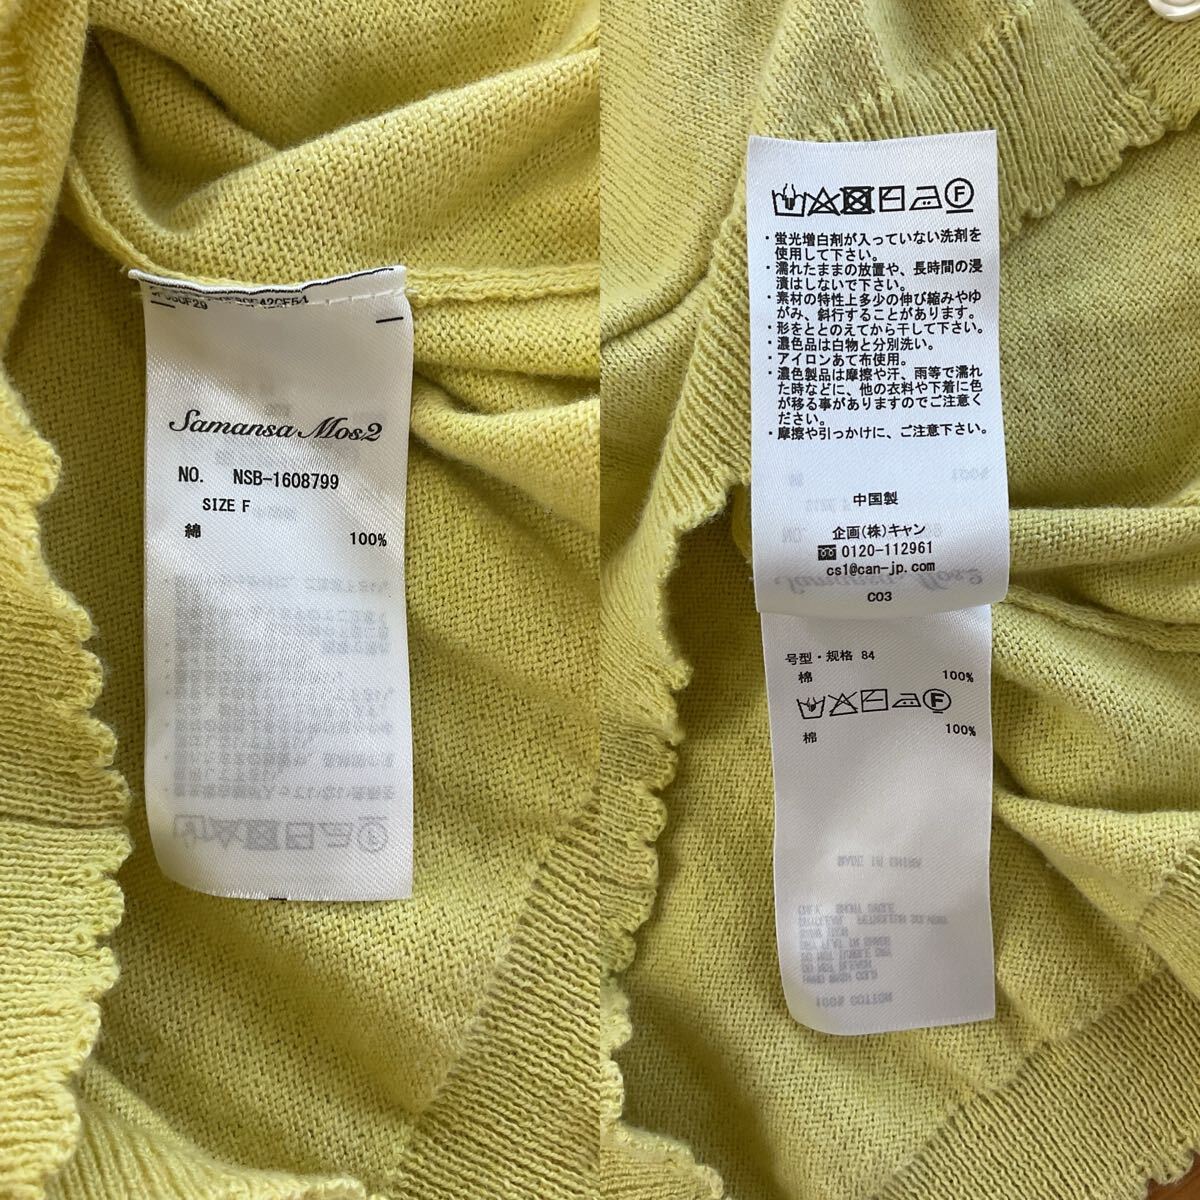 Samansa Mos2
NO. NSB-1608799
SIZE F
綿 100%
・蛍光増白剤が入っていない洗剤を
使用して下さい。
・濡れたままの放置や、長時間の浸
漬はしないで下さい。
・素材の特性上多少の伸び縮みやゆ
がみ、斜行することがあります。
・形をととのえてから干して下さい。
・濃色品は白物と分別洗い。
・アイロンあて布使用。
・濃色製品は摩擦や汗、雨等で濡れ
た時などに、他の衣料や下着に色
が移る事がありますのでご注意く
ださい。
・摩擦や引っかけに、ご注意下さい。
中国製
企画(株)キャン
0120-112961
cs1@can-jp.com
C03
号型・规格 84
棉 100%
F
棉 100%